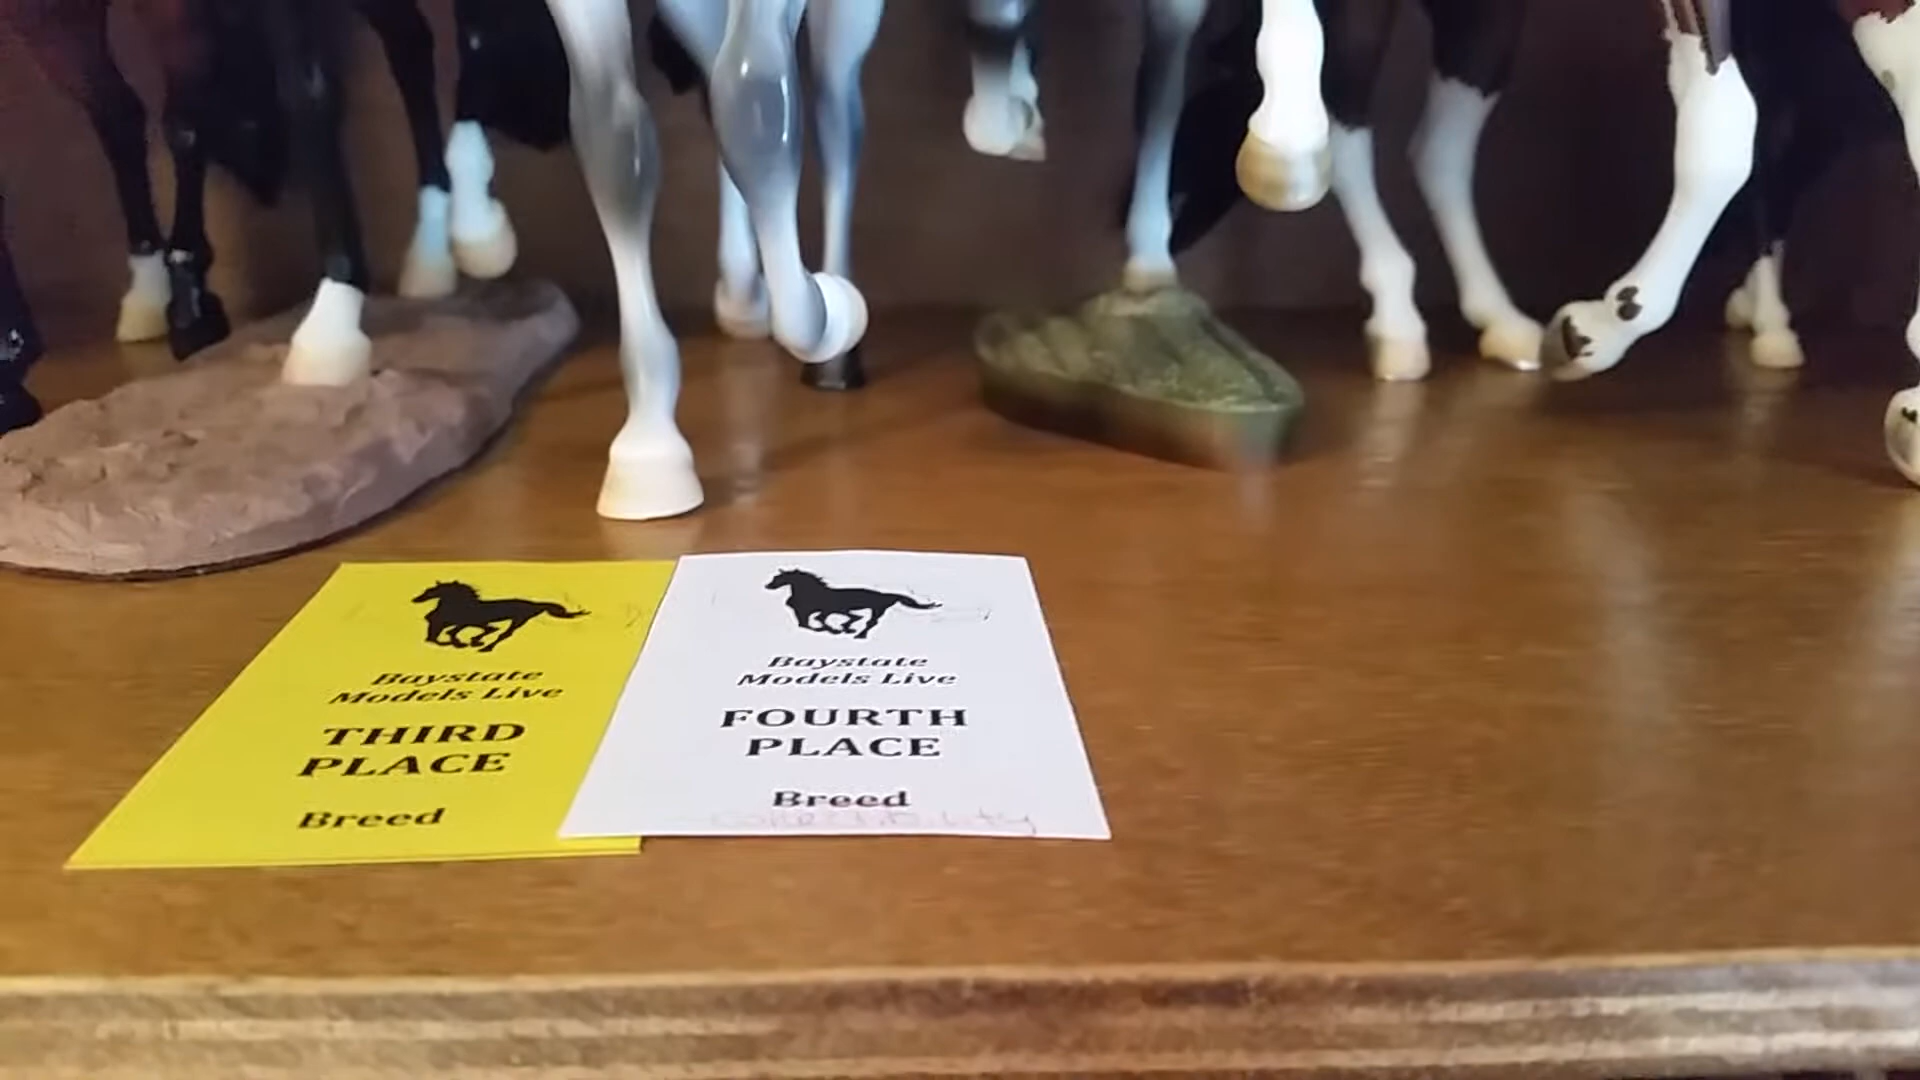 Baystate
Models Live
THIRD
PLACE
Breed
Baystate
Models Live
FOURTH
PLACE
Breed